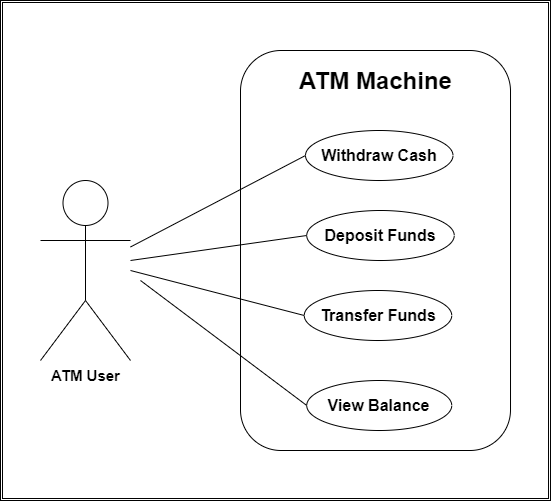 ATM Machine
Withdraw Cash
Deposit Funds
Transfer Funds
ATM User
View Balance